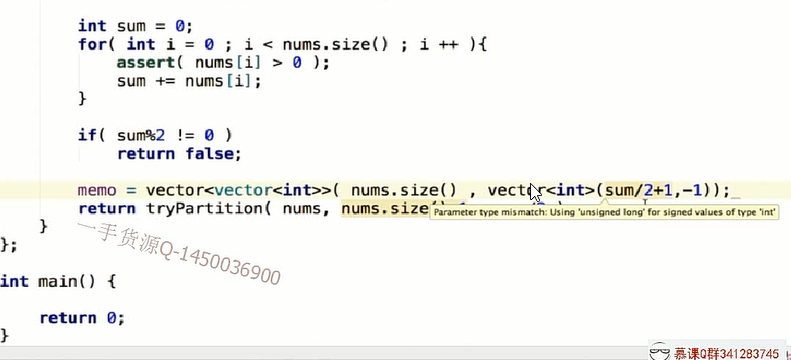 int sum = 0;
for( int i = 0 ; i < nums.size() ; i ++ ){
assert( nums[i] > 0 );
sum += nums[i];
}
if( sum%2 != 0 )
return false;
memo = vector<vector<int>>( nums.size() , vector<int>(sum/2+1,-1));
return tryPartition( nums, nums.size
Parameter type mismatch: Using 'unsigned long' for signed values of type 'int'
}
一手货源Q-1450036900
};
int main() {
return 0;
}
慕课Q群341283745